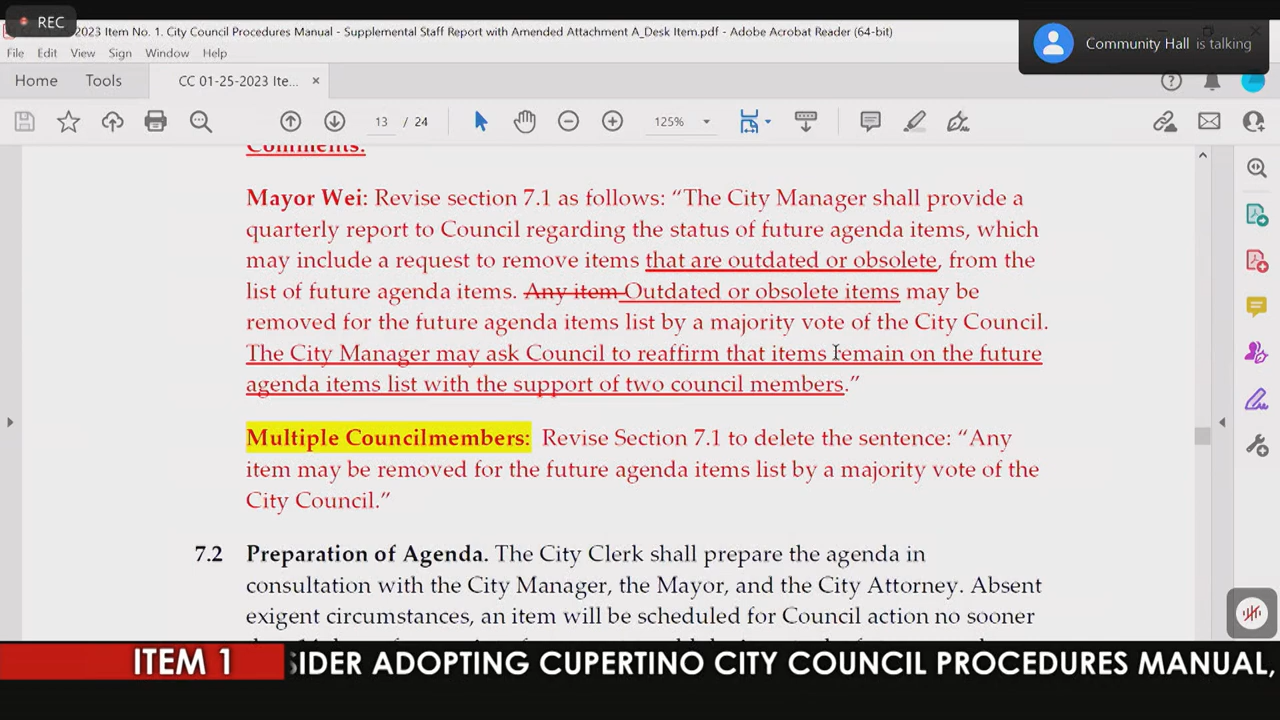 REC
2023 Item No. 1. City Council Procedures Manual - Supplemental Staff Report with Amended Attachment A_Desk Item.pdf - Adobe Acrobat Reader (64-bit)
Community Hall is talking
File Edit View Sign Window Help
Home Tools CC 01-25-2023 Ite... ×
13 / 24 125%
Comments:
Mayor Wei: Revise section 7.1 as follows: “The City Manager shall provide a
quarterly report to Council regarding the status of future agenda items, which
may include a request to remove items that are outdated or obsolete, from the
list of future agenda items. Any item Outdated or obsolete items may be
removed for the future agenda items list by a majority vote of the City Council.
The City Manager may ask Council to reaffirm that items remain on the future
agenda items list with the support of two council members.”
Multiple Councilmembers: Revise Section 7.1 to delete the sentence: “Any
item may be removed for the future agenda items list by a majority vote of the
City Council.”
7.2 Preparation of Agenda. The City Clerk shall prepare the agenda in
consultation with the City Manager, the Mayor, and the City Attorney. Absent
exigent circumstances, an item will be scheduled for Council action no sooner
ITEM 1 SIDER ADOPTING CUPERTINO CITY COUNCIL PROCEDURES MANUAL,